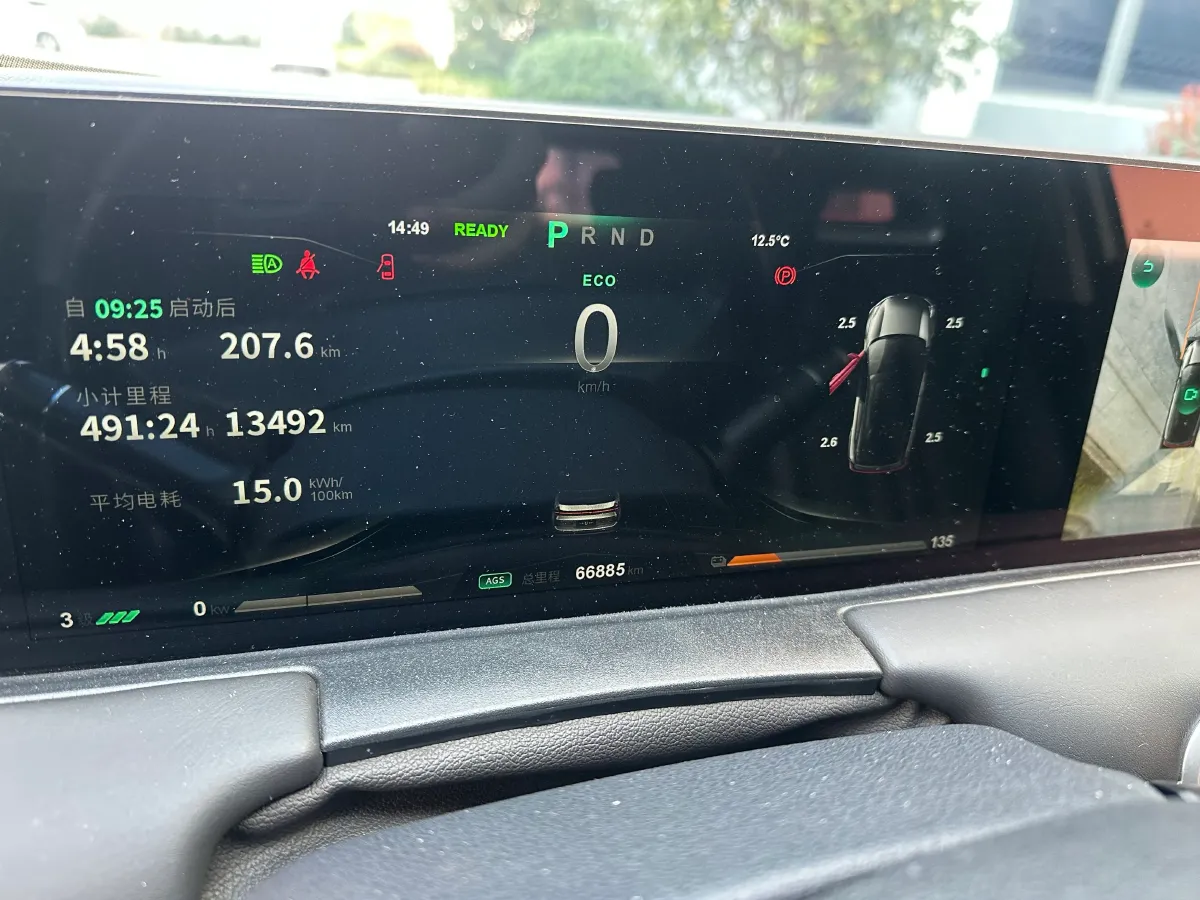 14:49 READY P R N D 12.5℃
ECO
自 09:25 启动后
4:58 h 207.6 km
0
km/h
2.5 2.5
小计里程
491:24 h 13492 km
2.6 2.5
平均电耗 15.0 kWh/100km
AGS 总里程 66885 km
135
3 0 kW